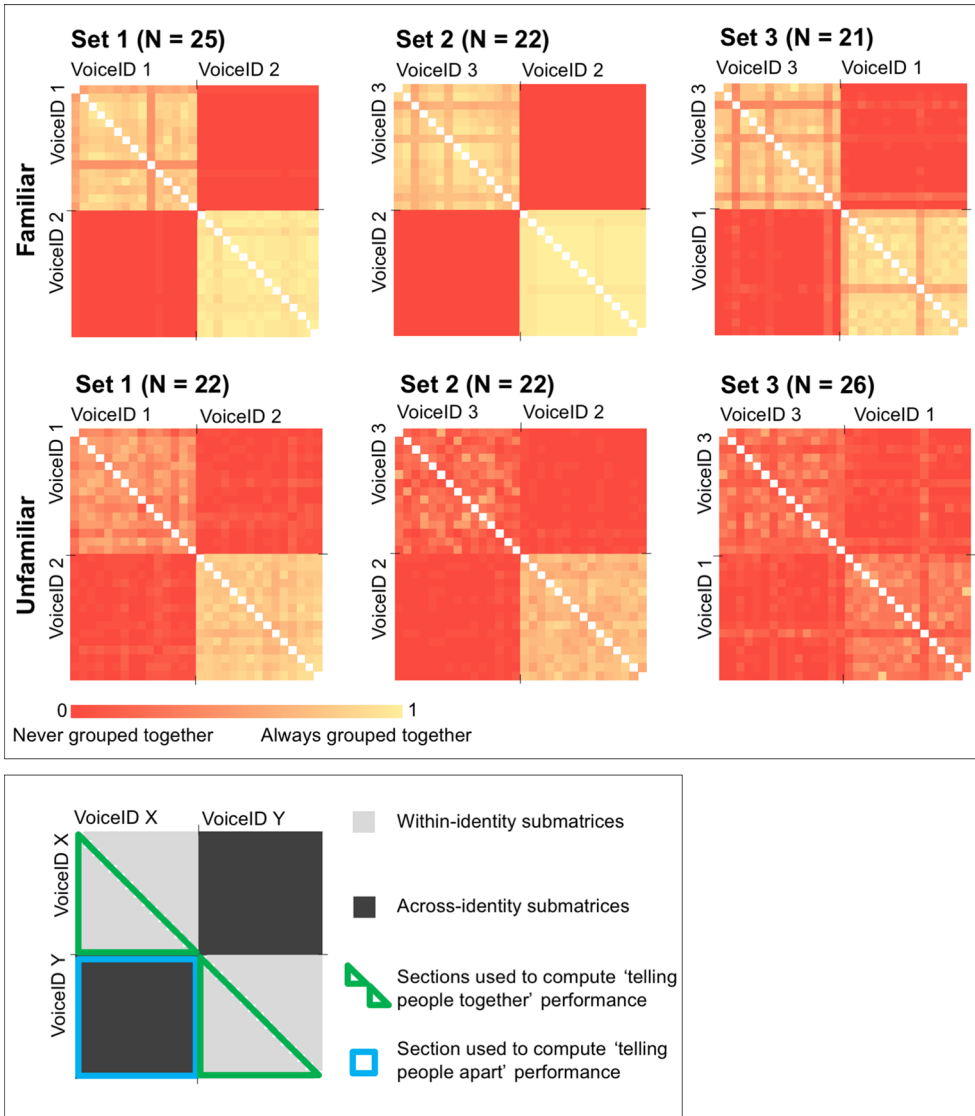 Set 1 (N = 25)
VoiceID 1
VoiceID 2
VoiceID 1
VoiceID 2
Set 2 (N = 22)
VoiceID 3
VoiceID 2
VoiceID 3
VoiceID 2
Set 3 (N = 21)
VoiceID 3
VoiceID 1
VoiceID 3
VoiceID 1
Familiar
Set 1 (N = 22)
VoiceID 1
VoiceID 2
VoiceID 1
VoiceID 2
Set 2 (N = 22)
VoiceID 3
VoiceID 2
VoiceID 3
VoiceID 2
Set 3 (N = 26)
VoiceID 3
VoiceID 1
VoiceID 3
VoiceID 1
Unfamiliar
0
1
Never grouped together
Always grouped together
VoiceID X
VoiceID Y
VoiceID X
VoiceID Y
Within-identity submatrices
Across-identity submatrices
Sections used to compute ‘telling
people together’ performance
Section used to compute ‘telling
people apart’ performance